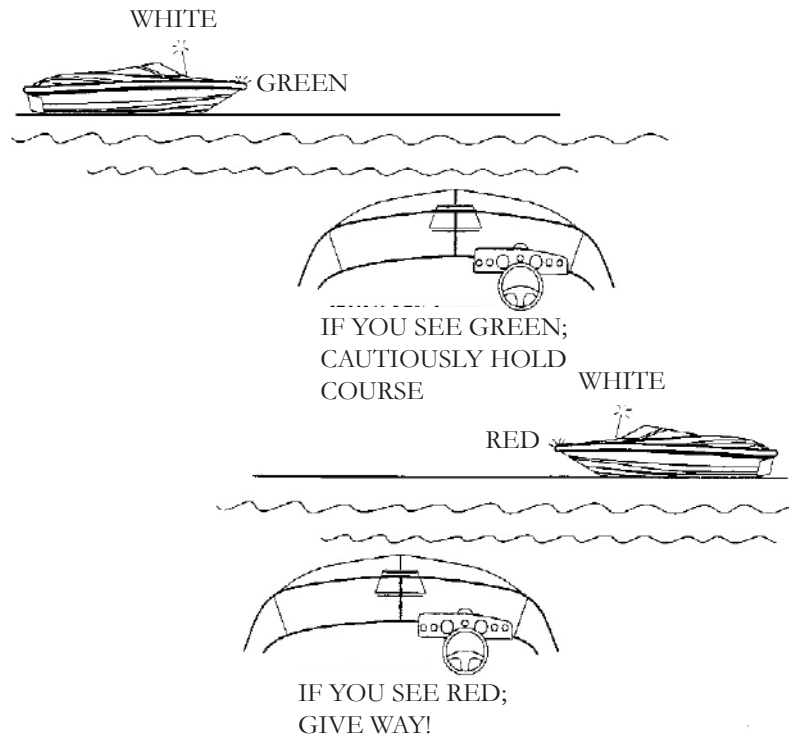 WHITE
GREEN
IF YOU SEE GREEN;
CAUTIOUSLY HOLD
COURSE
WHITE
RED
IF YOU SEE RED;
GIVE WAY!